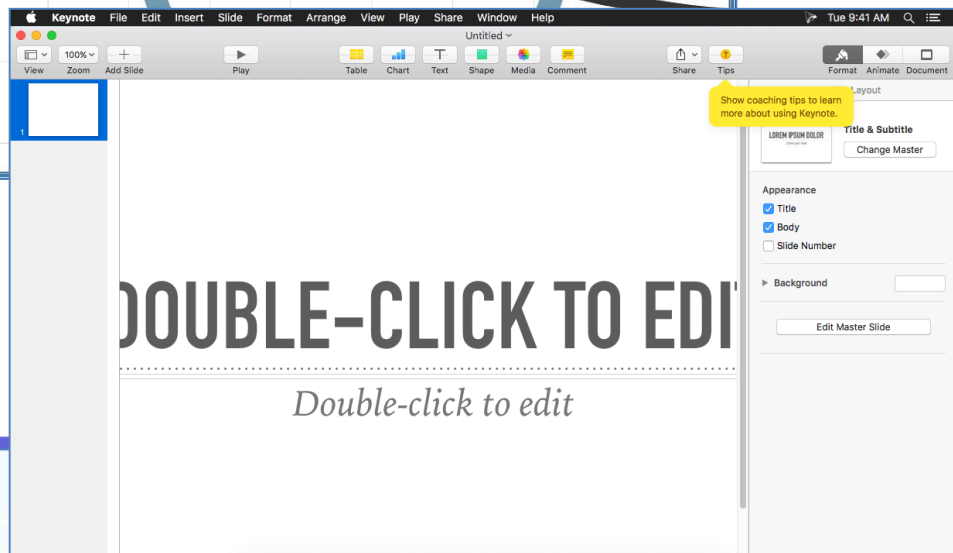 Keynote File Edit Insert Slide Format Arrange View Play Share Window Help Tue 9:41 AM
Untitled
100%
View Zoom Add Slide Play Table Chart Text Shape Media Comment Share Tips Format Animate Document
Show coaching tips to learn
more about using Keynote.
Layout
1
LOREM IPSUM DOLOR
Title & Subtitle
Change Master
Appearance
Title
Body
Slide Number
Background
Edit Master Slide
DOUBLE-CLICK TO EDIT
Double-click to edit